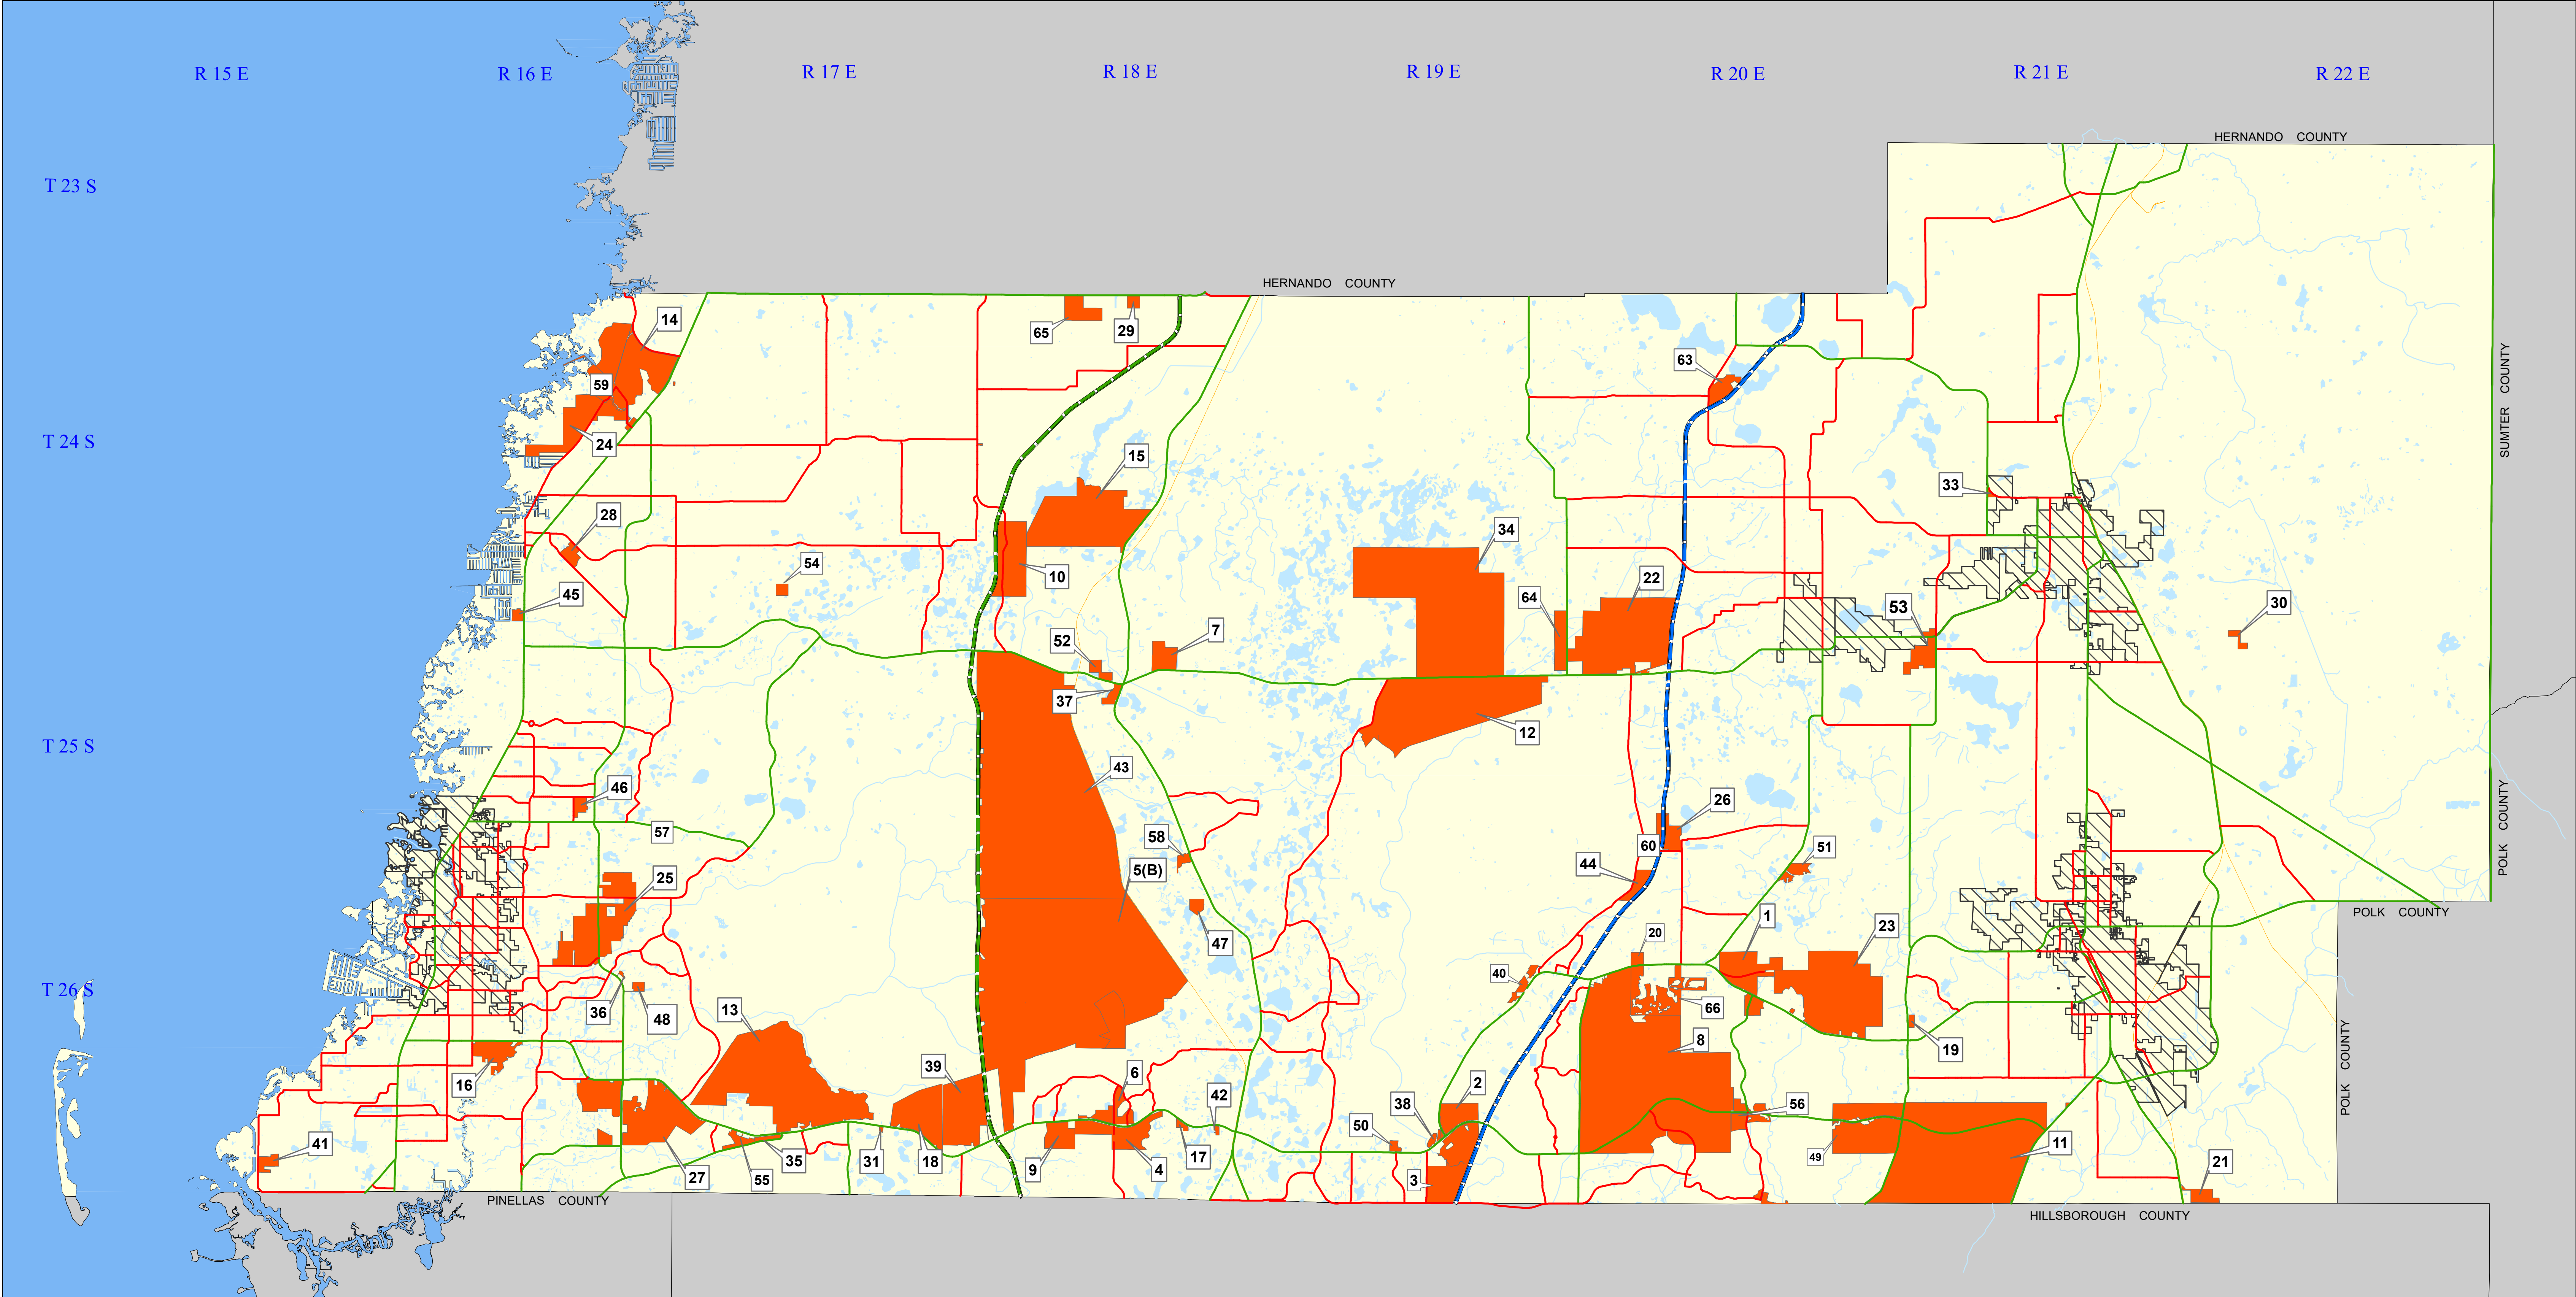 R 15 E
R 16 E
R 17 E
R 18 E
R 19 E
R 20 E
R 21 E
R 22 E
HERNANDO COUNTY
T 23 S
HERNANDO COUNTY
14
65
29
63
59
SUMTER COUNTY
T 24 S
24
15
33
28
34
54
10
22
45
64
53
30
52
7
37
12
T 25 S
43
46
26
POLK COUNTY
57
58
60
51
44
5(B)
25
1
POLK COUNTY
23
20
47
40
T 26 S
66
36
48
13
8
19
POLK COUNTY
39
6
16
2
42
38
56
50
41
11
49
17
35
31
18
9
4
21
27
55
3
PINELLAS COUNTY
HILLSBOROUGH COUNTY